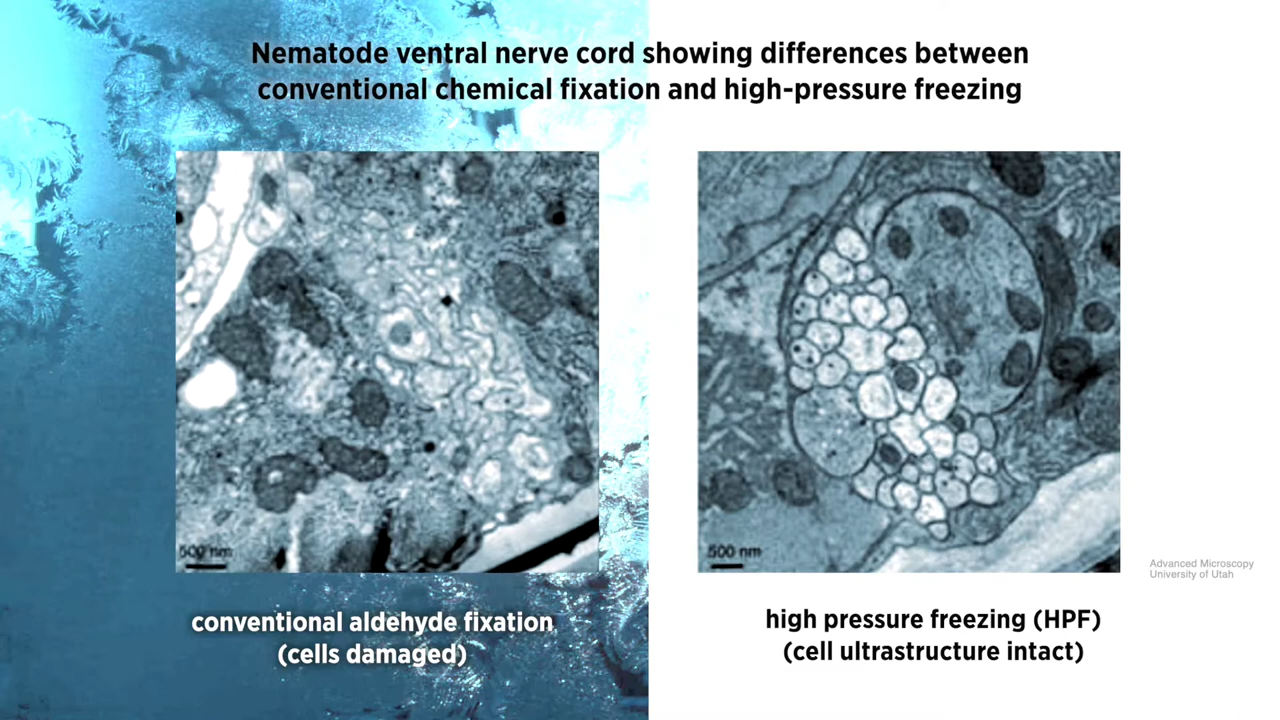 Nematode ventral nerve cord showing differences between
conventional chemical fixation and high-pressure freezing
500 nm
500 nm
Advanced Microscopy
University of Utah
conventional aldehyde fixation
(cells damaged)
high pressure freezing (HPF)
(cell ultrastructure intact)